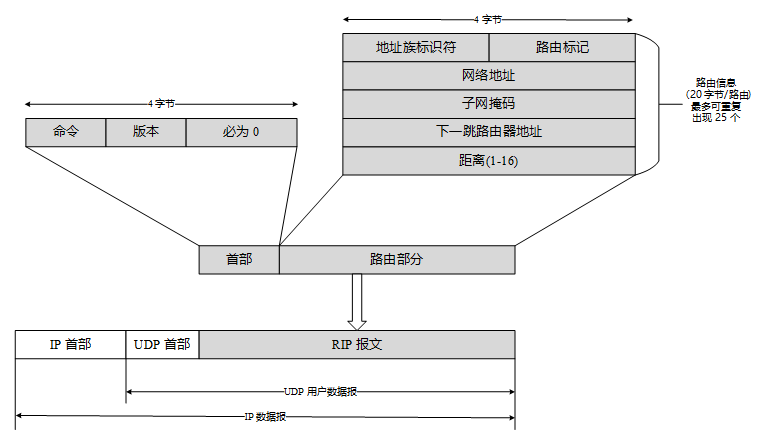 4 字节
地址族标识符 路由标记
网络地址
子网掩码
下一跳路由器地址
距离(1-16)
路由信息
(20 字节/路由)
最多可重复
出现 25 个
4 字节
命令 版本 必为 0
首部 路由部分
IP 首部 UDP 首部 RIP 报文
UDP 用户数据报
IP 数据报